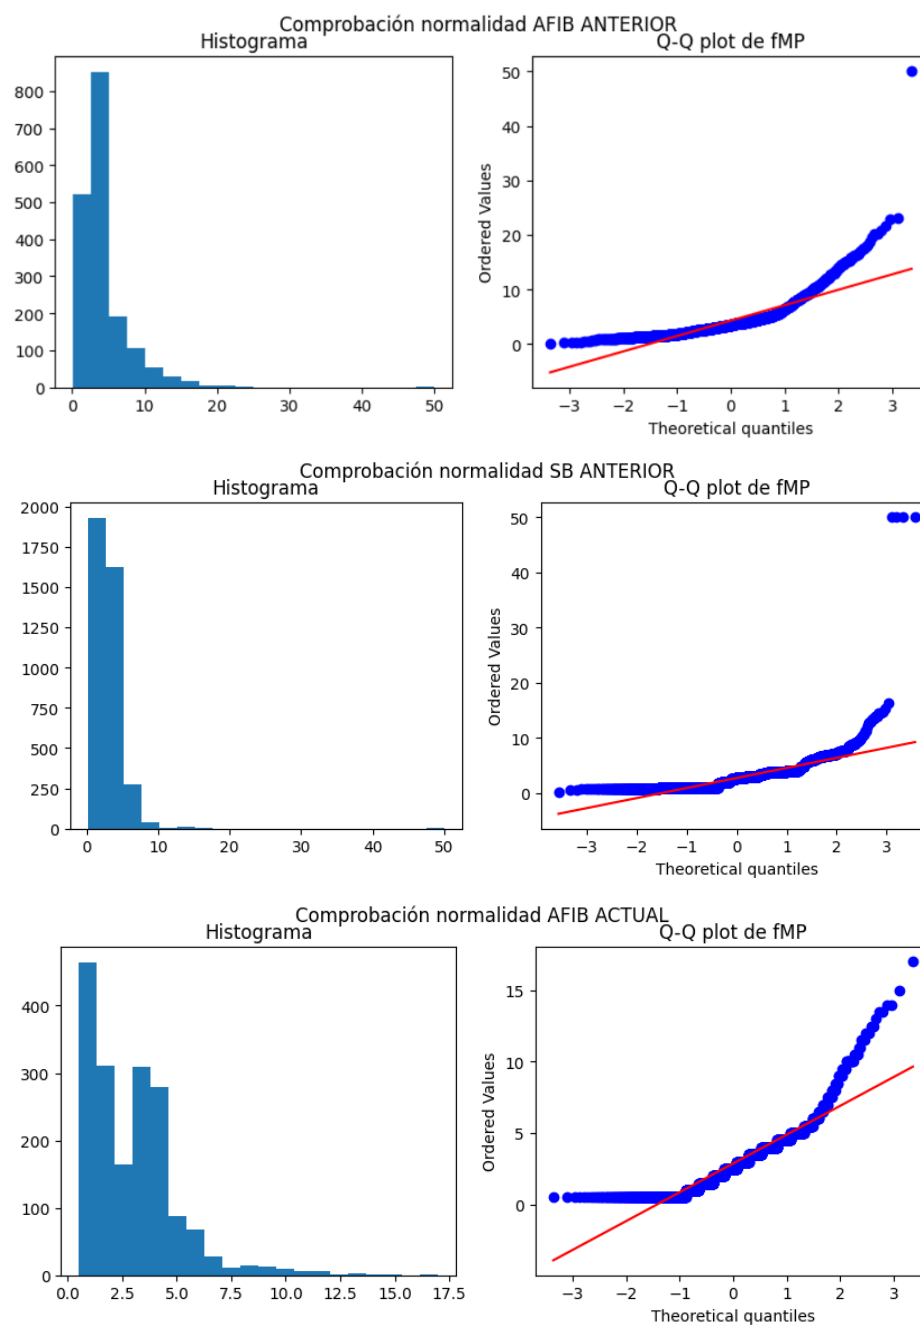 Comprobación normalidad AFIB ANTERIOR
Histograma
Q-Q plot de fMP
800
700
600
500
400
300
200
100
0
0 10 20 30 40 50
50
40
30
20
10
0
Ordered Values
−3 −2 −1 0 1 2 3
Theoretical quantiles
Comprobación normalidad SB ANTERIOR
Histograma
Q-Q plot de fMP
2000
1750
1500
1250
1000
750
500
250
0
0 10 20 30 40 50
50
40
30
20
10
0
Ordered Values
−3 −2 −1 0 1 2 3
Theoretical quantiles
Comprobación normalidad AFIB ACTUAL
Histograma
Q-Q plot de fMP
400
300
200
100
0
0.0 2.5 5.0 7.5 10.0 12.5 15.0 17.5
15
10
5
0
Ordered Values
−3 −2 −1 0 1 2 3
Theoretical quantiles